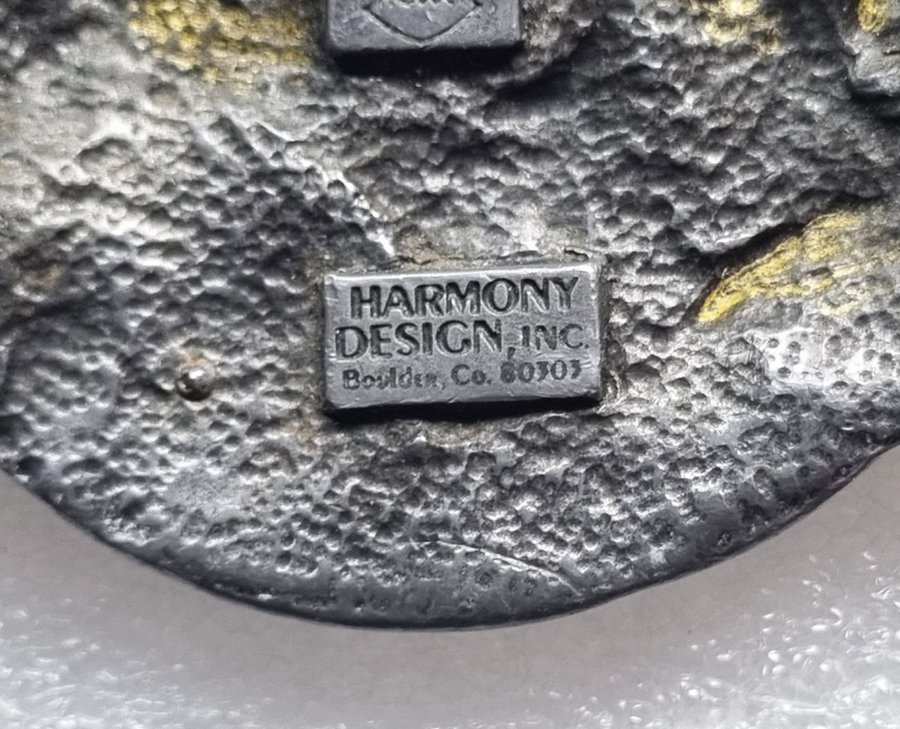 HARMONY
DESIGN, INC.
Boulder, Co. 80303